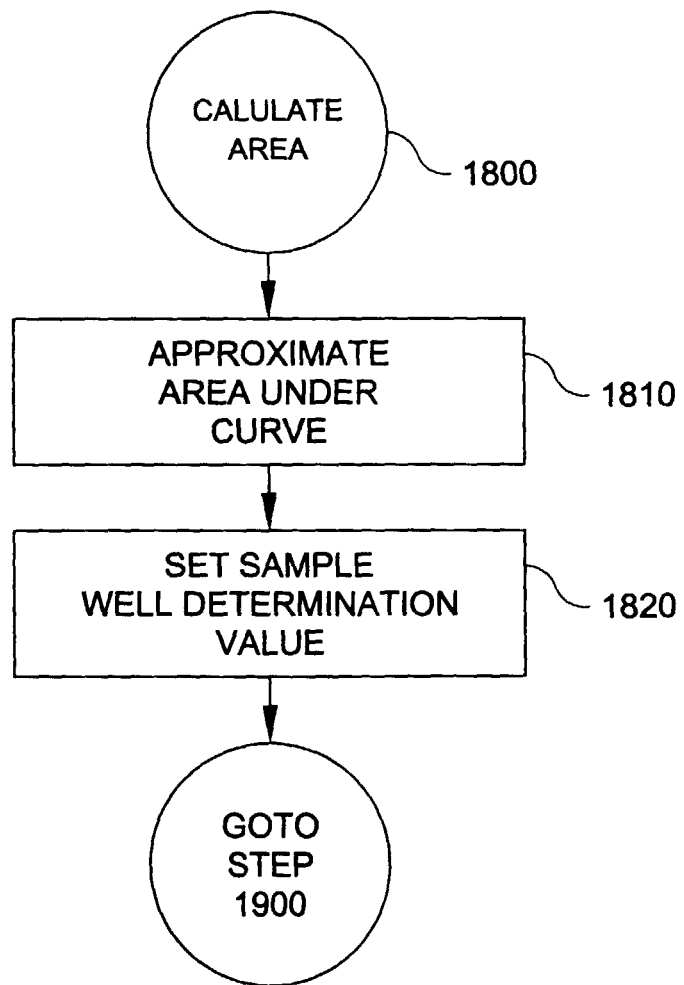 CALULATE
AREA
1800
APPROXIMATE
AREA UNDER
CURVE
1810
SET SAMPLE
WELL DETERMINATION
VALUE
1820
GOTO
STEP
1900